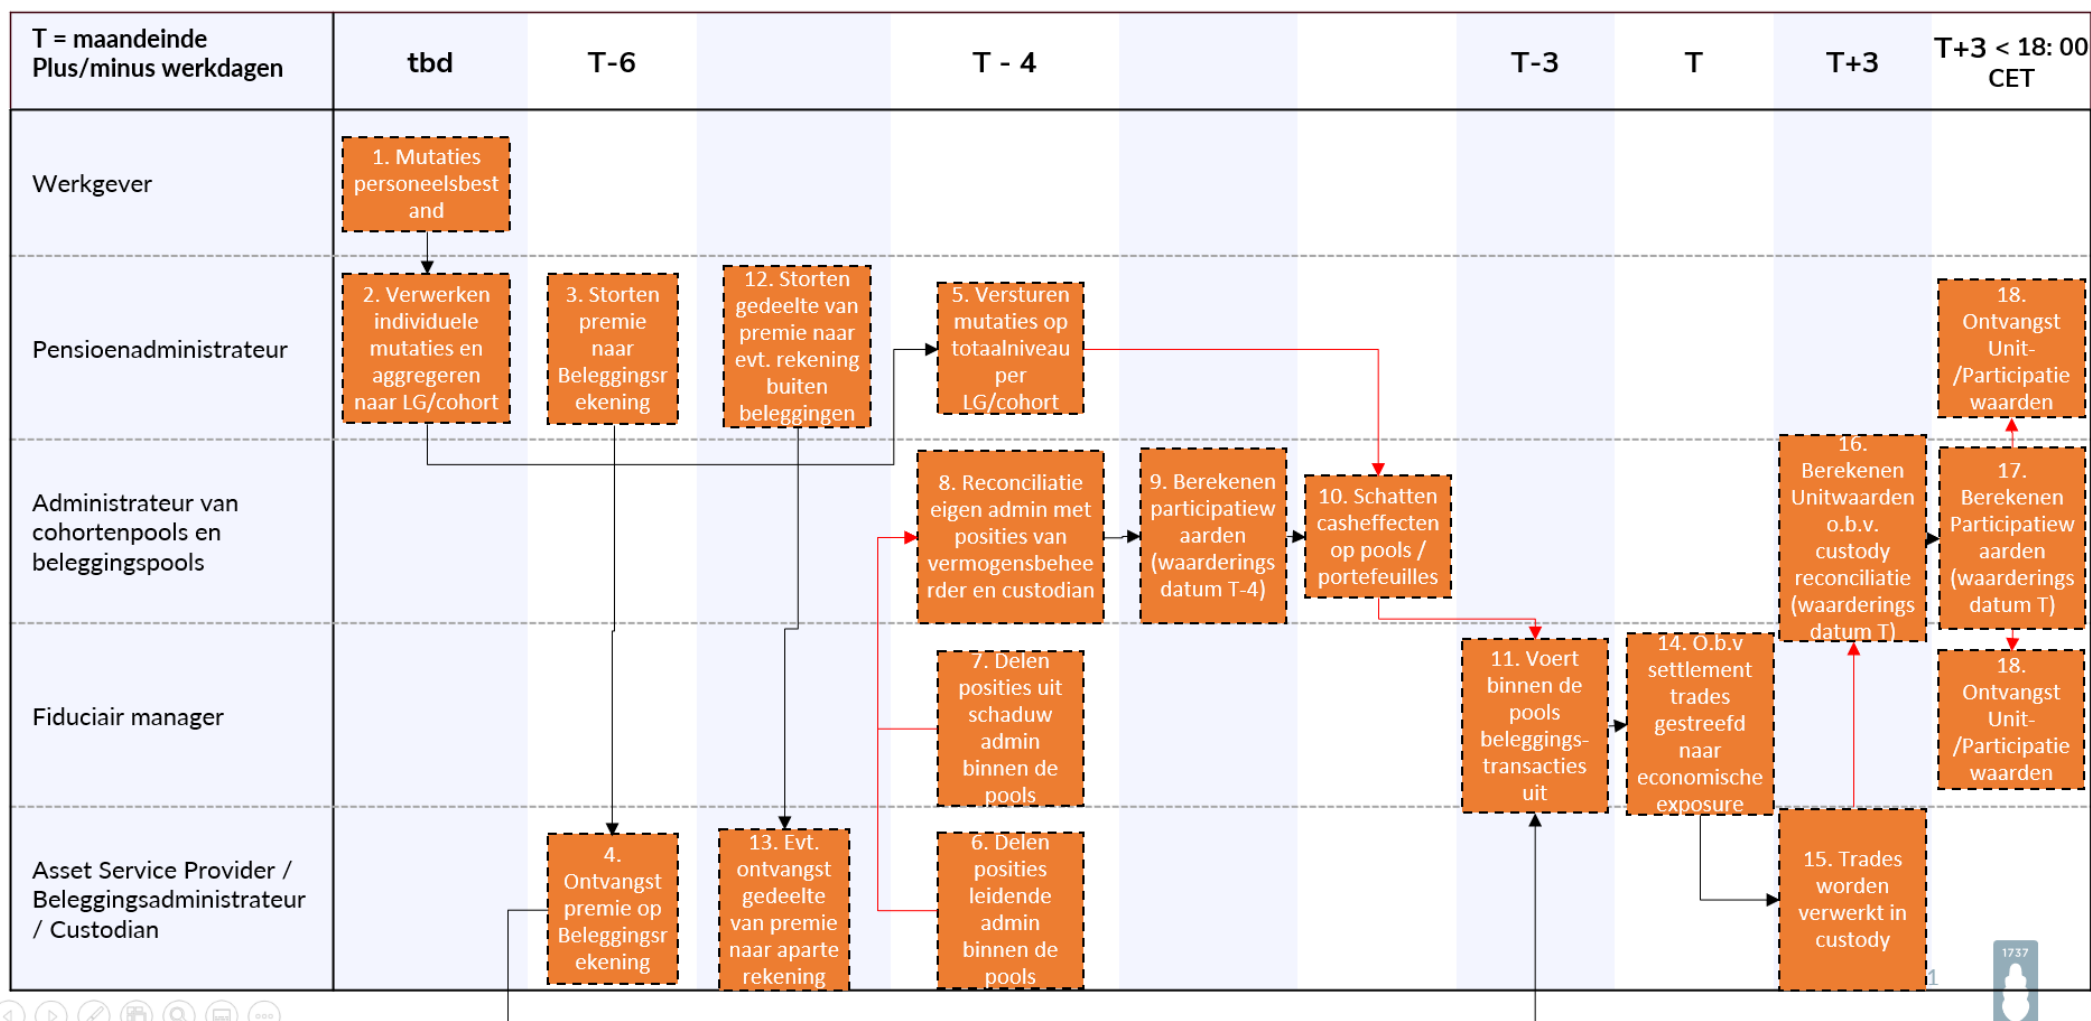 T = maandeinde
Plus/minus werkdagen
tbd
T-6
T - 4
T-3
T
T+3
T+3 < 18: 00
CET
Werkgever
1. Mutaties
personeelsbest
and
Pensioenadministrateur
2. Verwerken
individuele
mutaties en
aggregeren
naar LG/cohort
3. Storten
premie
naar
Beleggingsr
ekening
12. Storten
gedeelte van
premie naar
evt. rekening
buiten
beleggingen
5. Versturen
mutaties op
totaalniveau
per
LG/cohort
18.
Ontvangst
Unit-
/Participatie
waarden
Administrateur van
cohortenpools en
beleggingspools
8. Reconciliatie
eigen admin met
posities van
vermogensbehee
rder en custodian
9. Berekenen
participatiew
aarden
(waarderings
datum T-4)
10. Schatten
casheffecten
op pools /
portefeuilles
16.
Berekenen
Unitwaarden
o.b.v.
custody
reconciliatie
(waarderings
datum T)
17.
Berekenen
Participatiew
aarden
(waarderings
datum T)
Fiduciair manager
7. Delen
posities uit
schaduw
admin
binnen de
pools
11. Voert
binnen de
pools
beleggings-
transacties
uit
14. O.b.v
settlement
trades
gestreefd
naar
economische
exposure
18.
Ontvangst
Unit-
/Participatie
waarden
Asset Service Provider /
Beleggingsadministrateur
/ Custodian
4.
Ontvangst
premie op
Beleggingsr
ekening
13. Evt.
ontvangst
gedeelte
van premie
naar aparte
rekening
6. Delen
posities
leidende
admin
binnen de
pools
15. Trades
worden
verwerkt in
custody
1
1737